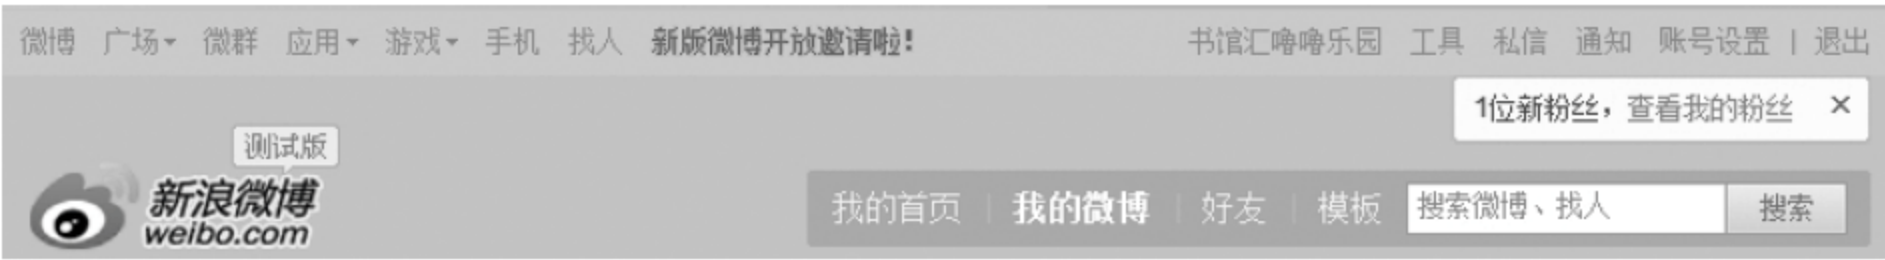 微博 广场 微群 应用 游戏 手机 找人 新版微博开放邀请啦! 书馆汇噜噜乐园 工具 私信 通知 账号设置 | 退出
1位新粉丝，查看我的粉丝 ×
测试版
新浪微博
weibo.com
我的首页 | 我的微博 | 好友 | 模板 搜索微博、找人 搜索